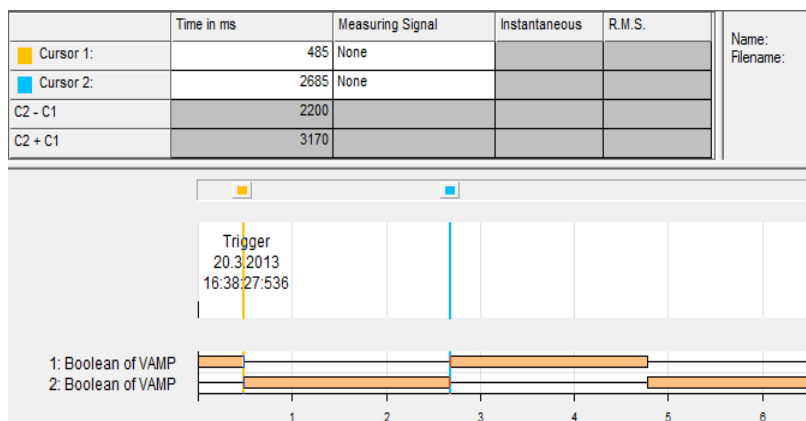 Time in ms Measuring Signal Instantaneous R.M.S.
Cursor 1: 485 None
Cursor 2: 2685 None
C2 - C1 2200
C2 + C1 3170
Name:
Filename:
Trigger
20.3.2013
16:38:27:536
1: Boolean of VAMP
2: Boolean of VAMP
1 2 3 4 5 6